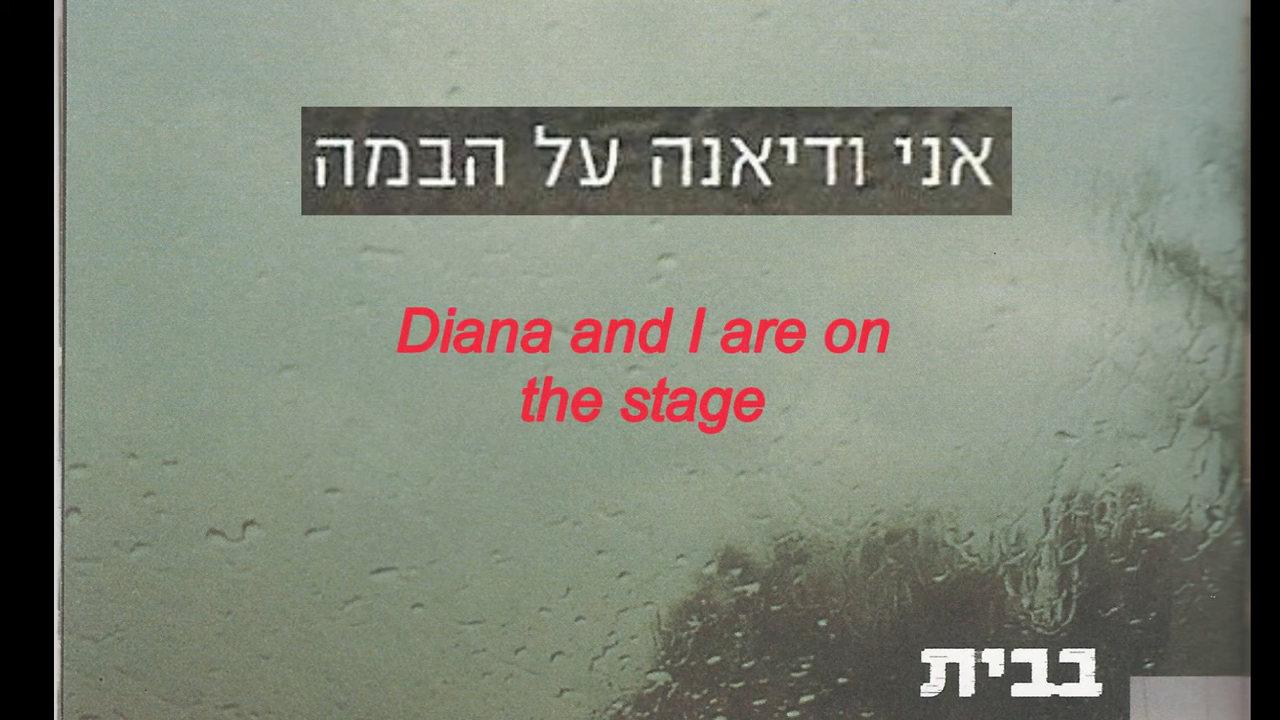 אני ודיאנה על הבמה
Diana and I are on
the stage
בבית